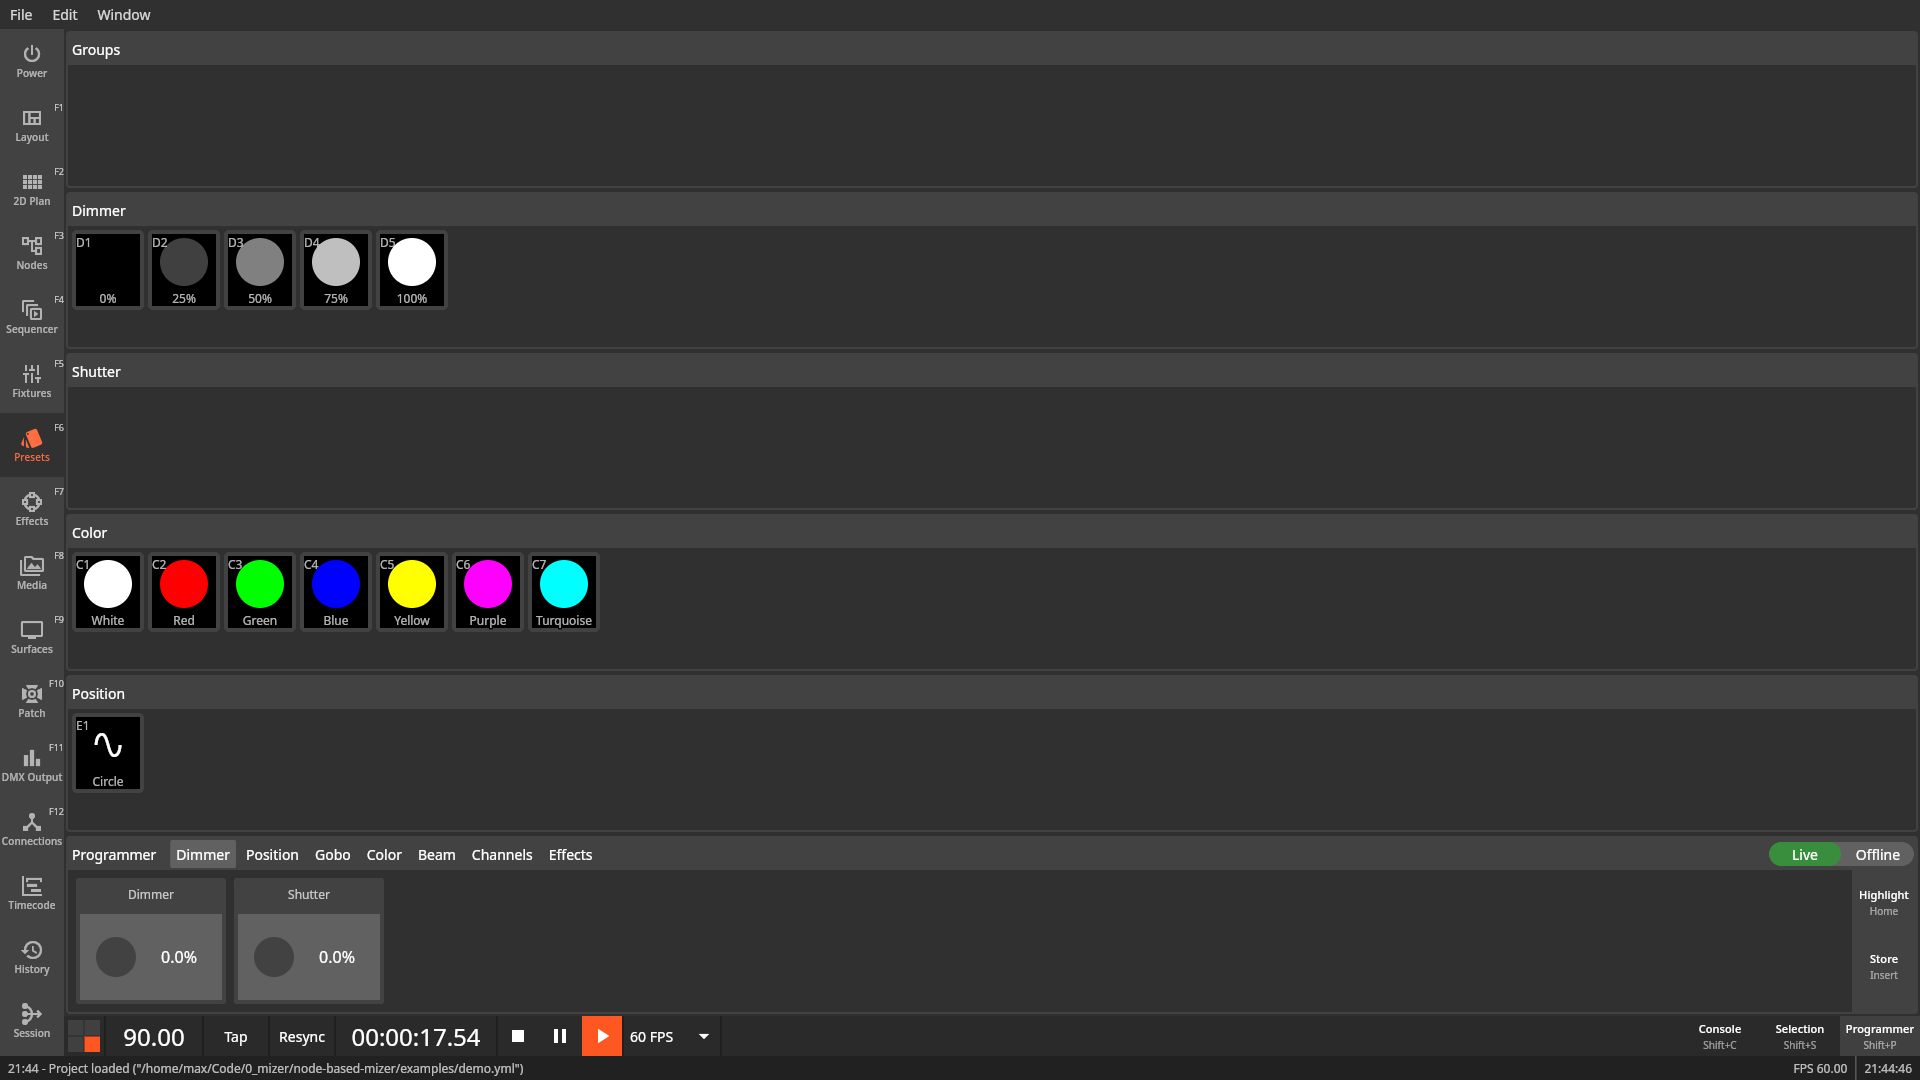 File Edit Window
Power
F1
Layout
F2
2D Plan
F3
Nodes
F4
Sequencer
F5
Fixtures
F6
Presets
F7
Effects
F8
Media
F9
Surfaces
F10
Patch
F11
DMX Output
F12
Connections
Timecode
History
Session
Groups
Dimmer
D1 D2 D3 D4 D5
0% 25% 50% 75% 100%
Shutter
Color
C1 C2 C3 C4 C5 C6 C7
White Red Green Blue Yellow Purple Turquoise
Position
E1
Circle
Programmer Dimmer Position Gobo Color Beam Channels Effects Live Offline
Dimmer Shutter
0.0% 0.0%
Highlight
Home
Store
Insert
90.00 Tap Resync 00:00:17.54 60 FPS
Console Selection Programmer
Shift+C Shift+S Shift+P
21:44 - Project loaded ("/home/max/Code/0_mizer/node-based-mizer/examples/demo.yml") FPS 60.00 21:44:46